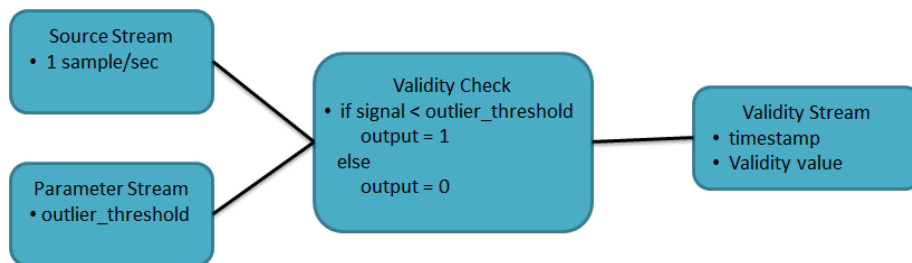 Source Stream
• 1 sample/sec
Parameter Stream
• outlier_threshold
Validity Check
• if signal < outlier_threshold
output = 1
else
output = 0
Validity Stream
• timestamp
• Validity value